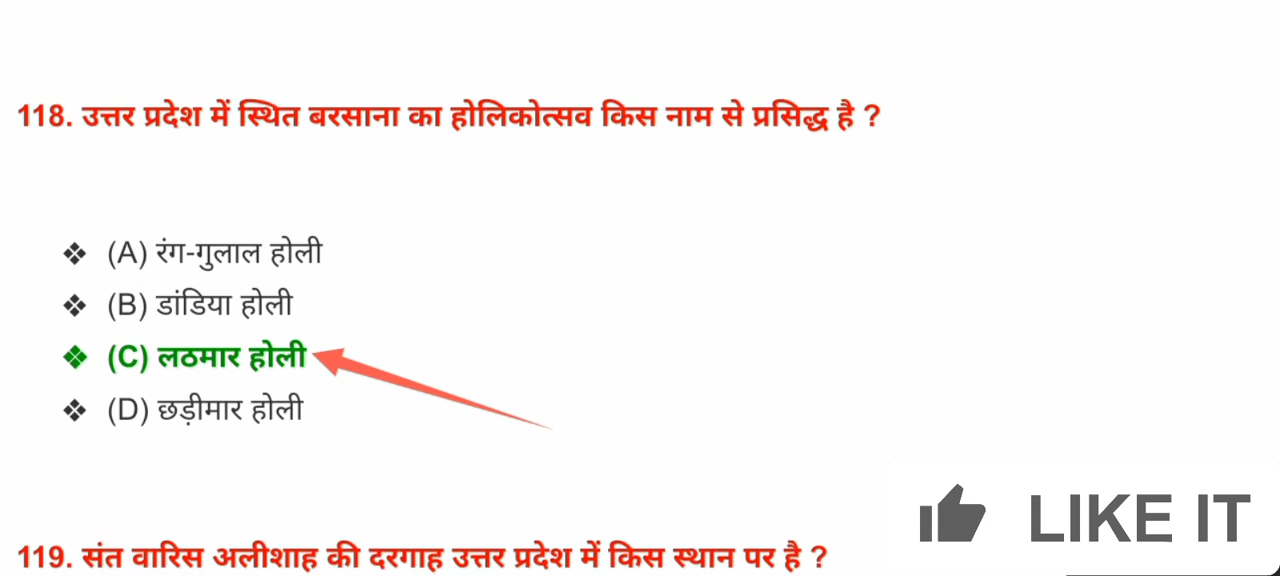 118. उत्तर प्रदेश में स्थित बरसाना का होलिकोत्सव किस नाम से प्रसिद्ध है ?
❖ (A) रंग-गुलाल होली
❖ (B) डांडिया होली
❖ (C) लठमार होली
❖ (D) छड़ीमार होली
LIKE IT
119. संत वारिस अलीशाह की दरगाह उत्तर प्रदेश में किस स्थान पर है ?